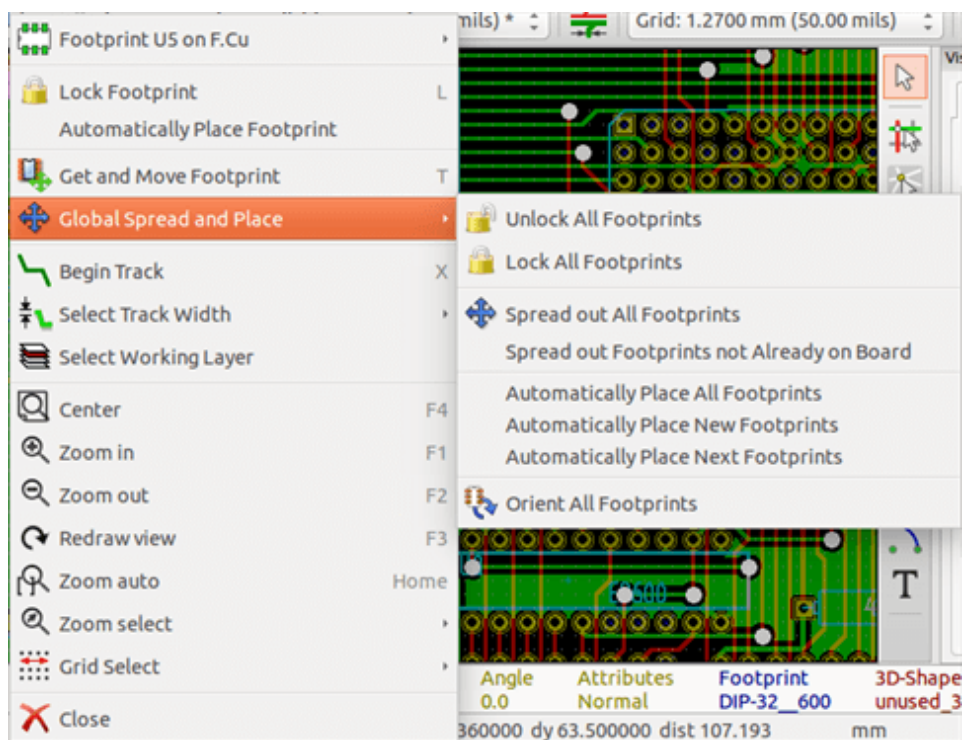 mils) *
Grid: 1.2700 mm (50.00 mils)
Vis
Footprint U5 on F.Cu
Lock Footprint L
Automatically Place Footprint
Get and Move Footprint T
Global Spread and Place
Begin Track X
Select Track Width
Select Working Layer
Center F4
Zoom in F1
Zoom out F2
Redraw view F3
Zoom auto Home
Zoom select
Grid Select
Close
Unlock All Footprints
Lock All Footprints
Spread out All Footprints
Spread out Footprints not Already on Board
Automatically Place All Footprints
Automatically Place New Footprints
Automatically Place Next Footprints
Orient All Footprints
T
Angle Attributes Footprint 3D-Shape
0.0 Normal DIP-32__600 unused_3
360000 dy 63.500000 dist 107.193 mm